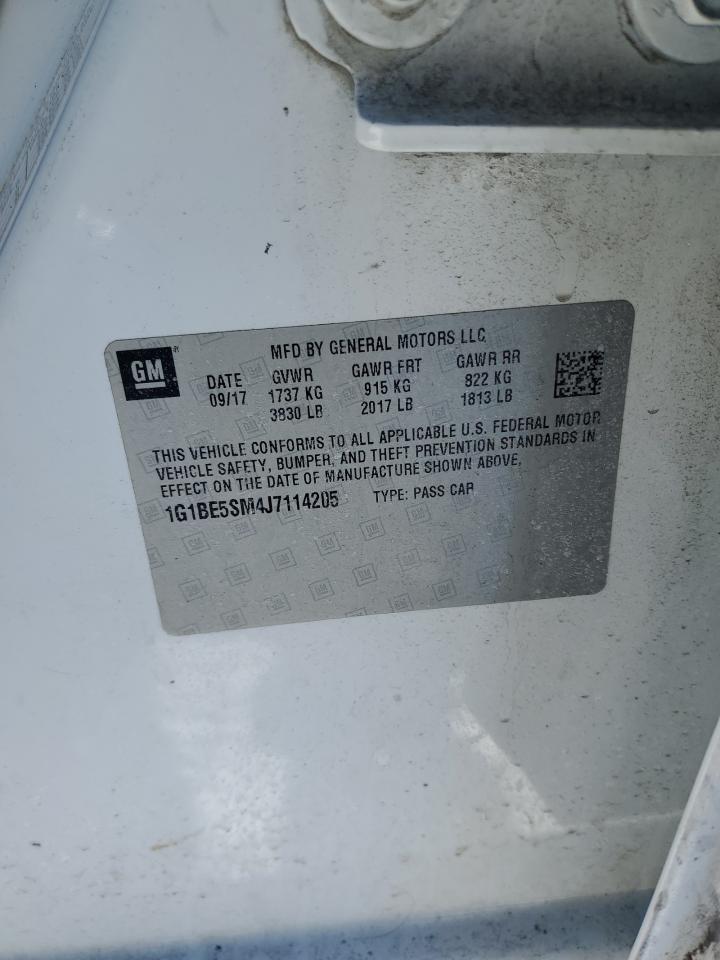 GM
MFD BY GENERAL MOTORS LLC
DATE GVWR GAWR FRT GAWR RR
09/17 1737 KG 915 KG 822 KG
3830 LB 2017 LB 1813 LB
THIS VEHICLE CONFORMS TO ALL APPLICABLE U.S. FEDERAL MOTOR
VEHICLE SAFETY, BUMPER, AND THEFT PREVENTION STANDARDS IN
EFFECT ON THE DATE OF MANUFACTURE SHOWN ABOVE.
1G1BE5SM4J7114205 TYPE: PASS CAR